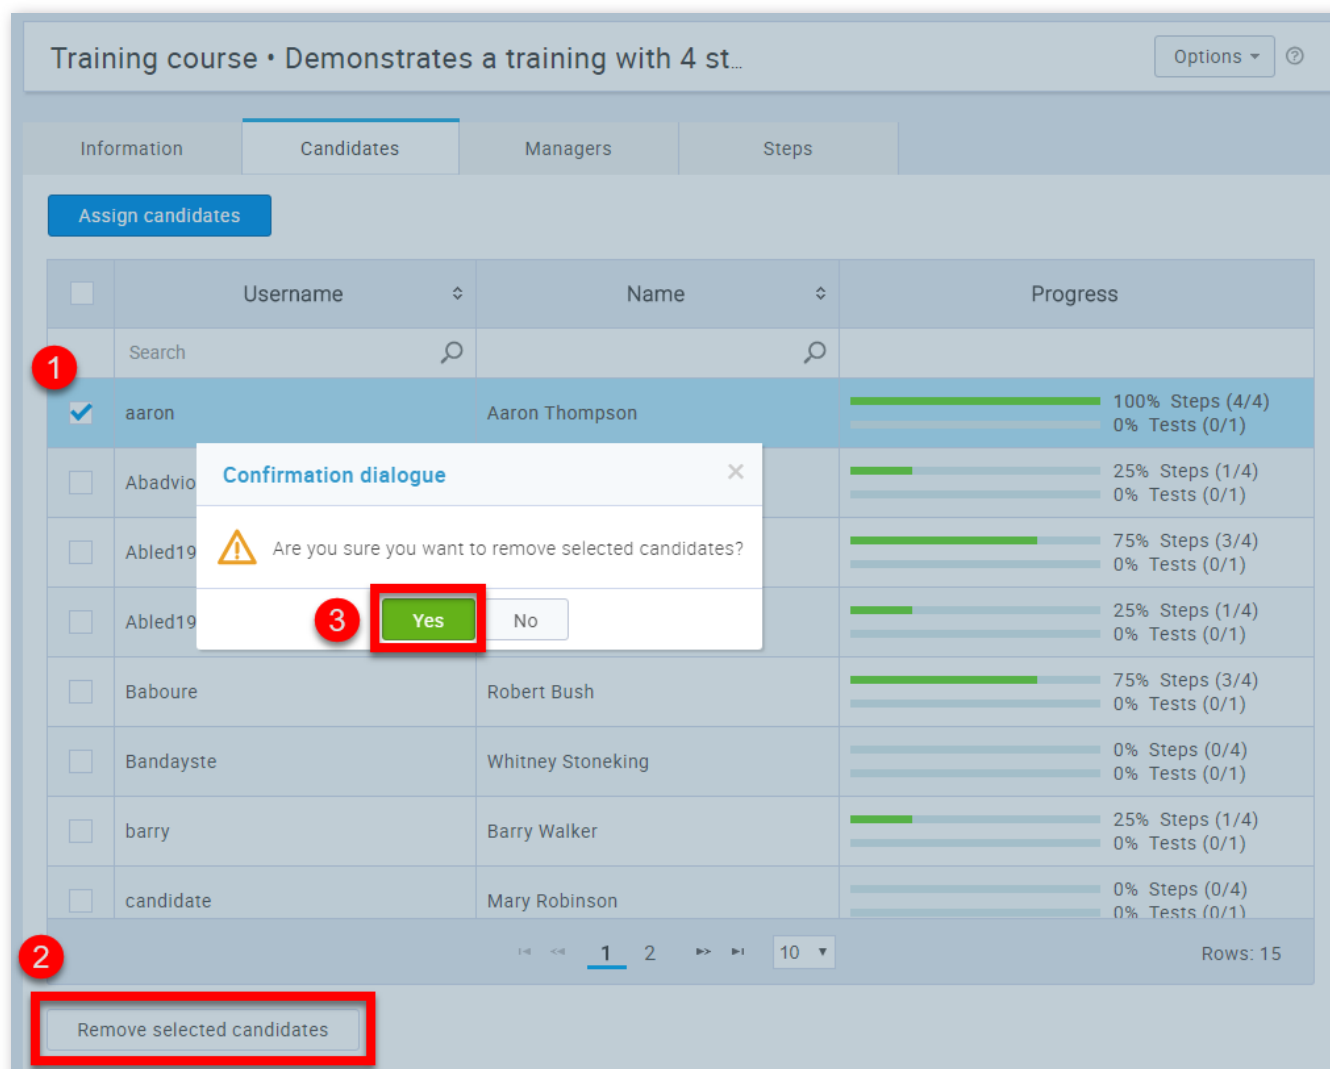 Training course • Demonstrates a training with 4 st...
Options
Information
Candidates
Managers
Steps
Assign candidates
Username
Name
Progress
Search
1
aaron
Aaron Thompson
100% Steps (4/4)
0% Tests (0/1)
Abadvio
25% Steps (1/4)
0% Tests (0/1)
Confirmation dialogue
Are you sure you want to remove selected candidates?
3
Yes
No
Abled19
75% Steps (3/4)
0% Tests (0/1)
Abled19
25% Steps (1/4)
0% Tests (0/1)
Baboure
Robert Bush
75% Steps (3/4)
0% Tests (0/1)
Bandayste
Whitney Stoneking
0% Steps (0/4)
0% Tests (0/1)
barry
Barry Walker
25% Steps (1/4)
0% Tests (0/1)
candidate
Mary Robinson
0% Steps (0/4)
0% Tests (0/1)
2
1 2
10
Rows: 15
Remove selected candidates